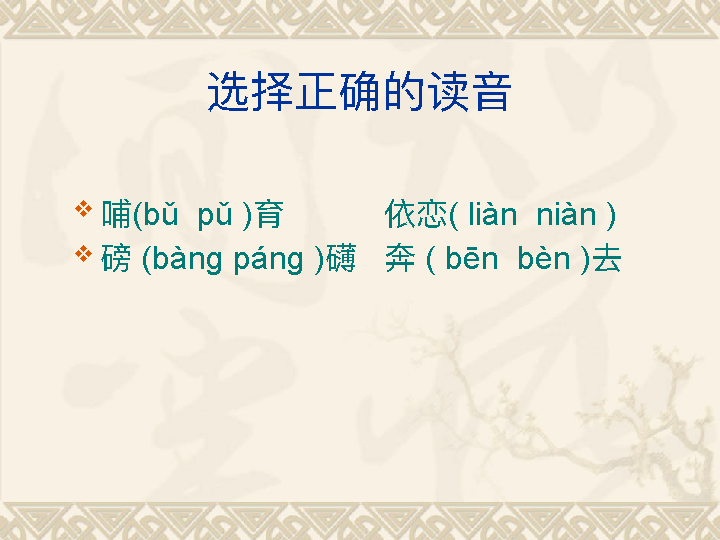 选择正确的读音
哺(bǔ pǔ )育 依恋( liàn niàn )
磅 (bàng páng )礴 奔 ( bēn bèn )去